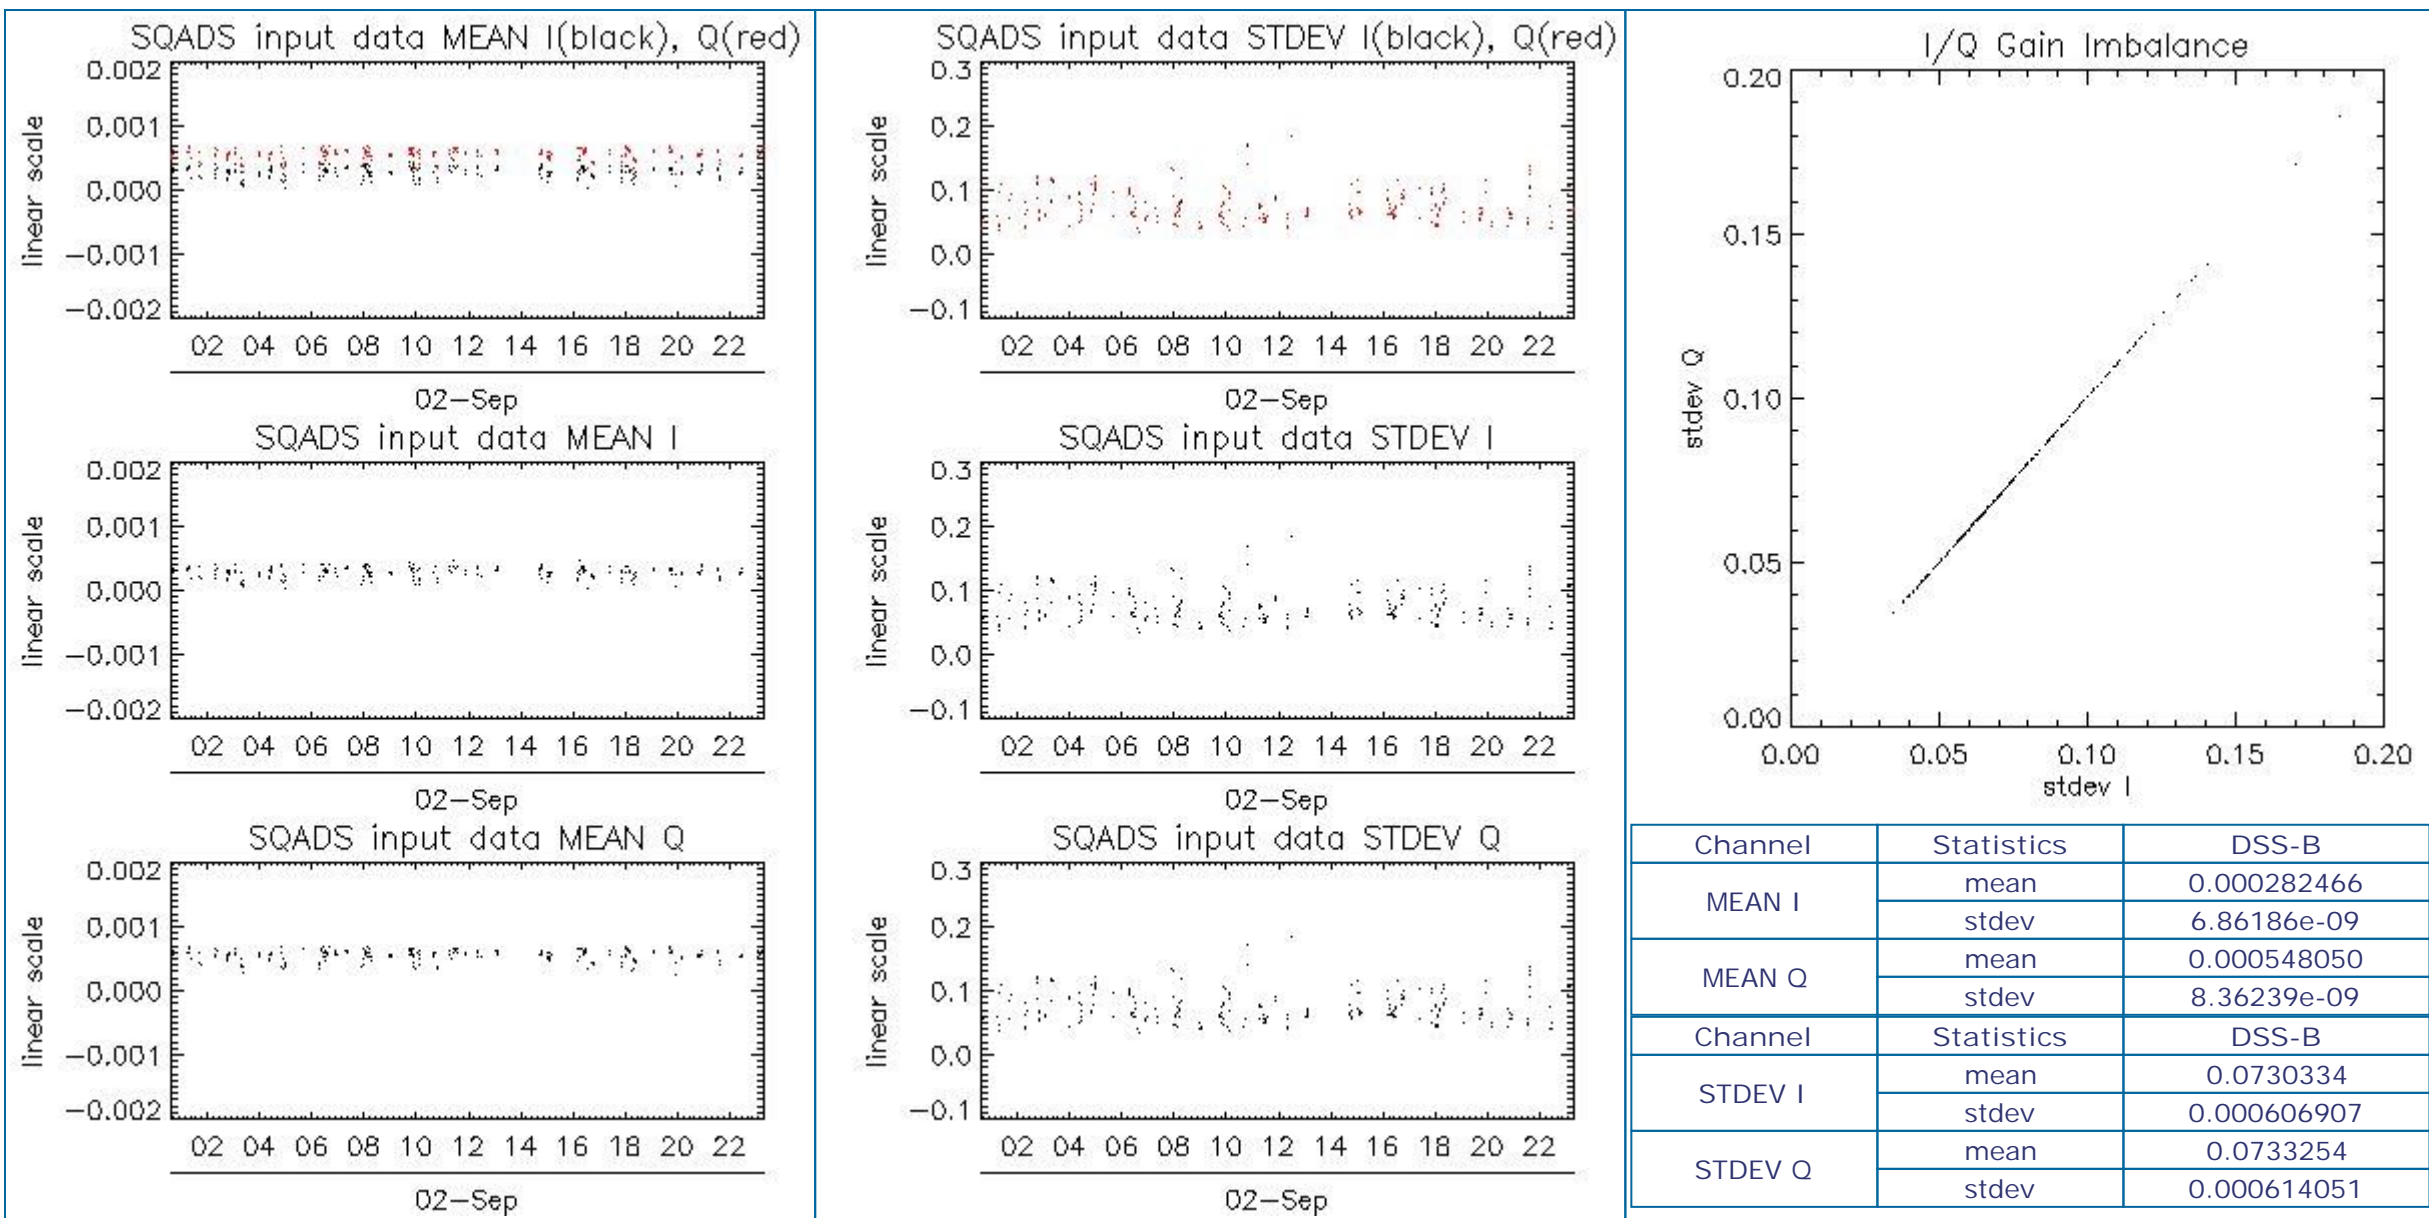 SQADS input data MEAN I(black), Q(red)
0.002
0.001
0.000
-0.001
-0.002
linear scale
02 04 06 08 10 12 14 16 18 20 22
02-Sep
SQADS input data MEAN I
0.002
0.001
0.000
-0.001
-0.002
linear scale
02 04 06 08 10 12 14 16 18 20 22
02-Sep
SQADS input data MEAN Q
0.002
0.001
0.000
-0.001
-0.002
linear scale
02 04 06 08 10 12 14 16 18 20 22
02-Sep
SQADS input data STDEV I(black), Q(red)
0.3
0.2
0.1
0.0
-0.1
linear scale
02 04 06 08 10 12 14 16 18 20 22
02-Sep
SQADS input data STDEV I
0.3
0.2
0.1
0.0
-0.1
linear scale
02 04 06 08 10 12 14 16 18 20 22
02-Sep
SQADS input data STDEV Q
0.3
0.2
0.1
0.0
-0.1
linear scale
02 04 06 08 10 12 14 16 18 20 22
02-Sep
I/Q Gain Imbalance
0.20
0.15
0.10
0.05
0.00
stdev Q
0.00 0.05 0.10 0.15 0.20
stdev I
Channel Statistics DSS-B
MEAN I mean 0.000282466
stdev 6.86186e-09
MEAN Q mean 0.000548050
stdev 8.36239e-09
Channel Statistics DSS-B
STDEV I mean 0.0730334
stdev 0.000606907
STDEV Q mean 0.0733254
stdev 0.000614051